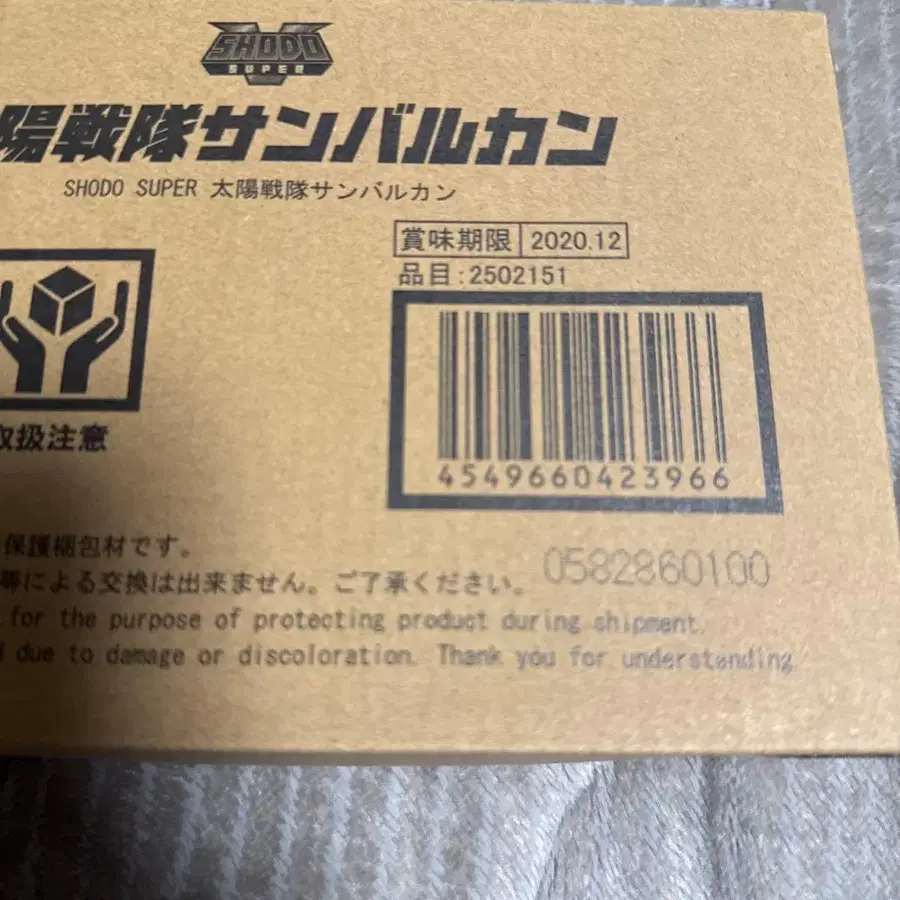 SHODO
SUPER
陽戦隊サンバルカン
SHODO SUPER 太陽戦隊サンバルカン
賞味期限 2020.12
品目:2502151
4549660423966
取扱注意
保護梱包材です。
等による交換は出来ません。ご了承ください。
0582860100
for the purpose of protecting product during shipment.
due to damage or discoloration. Thank you for understanding